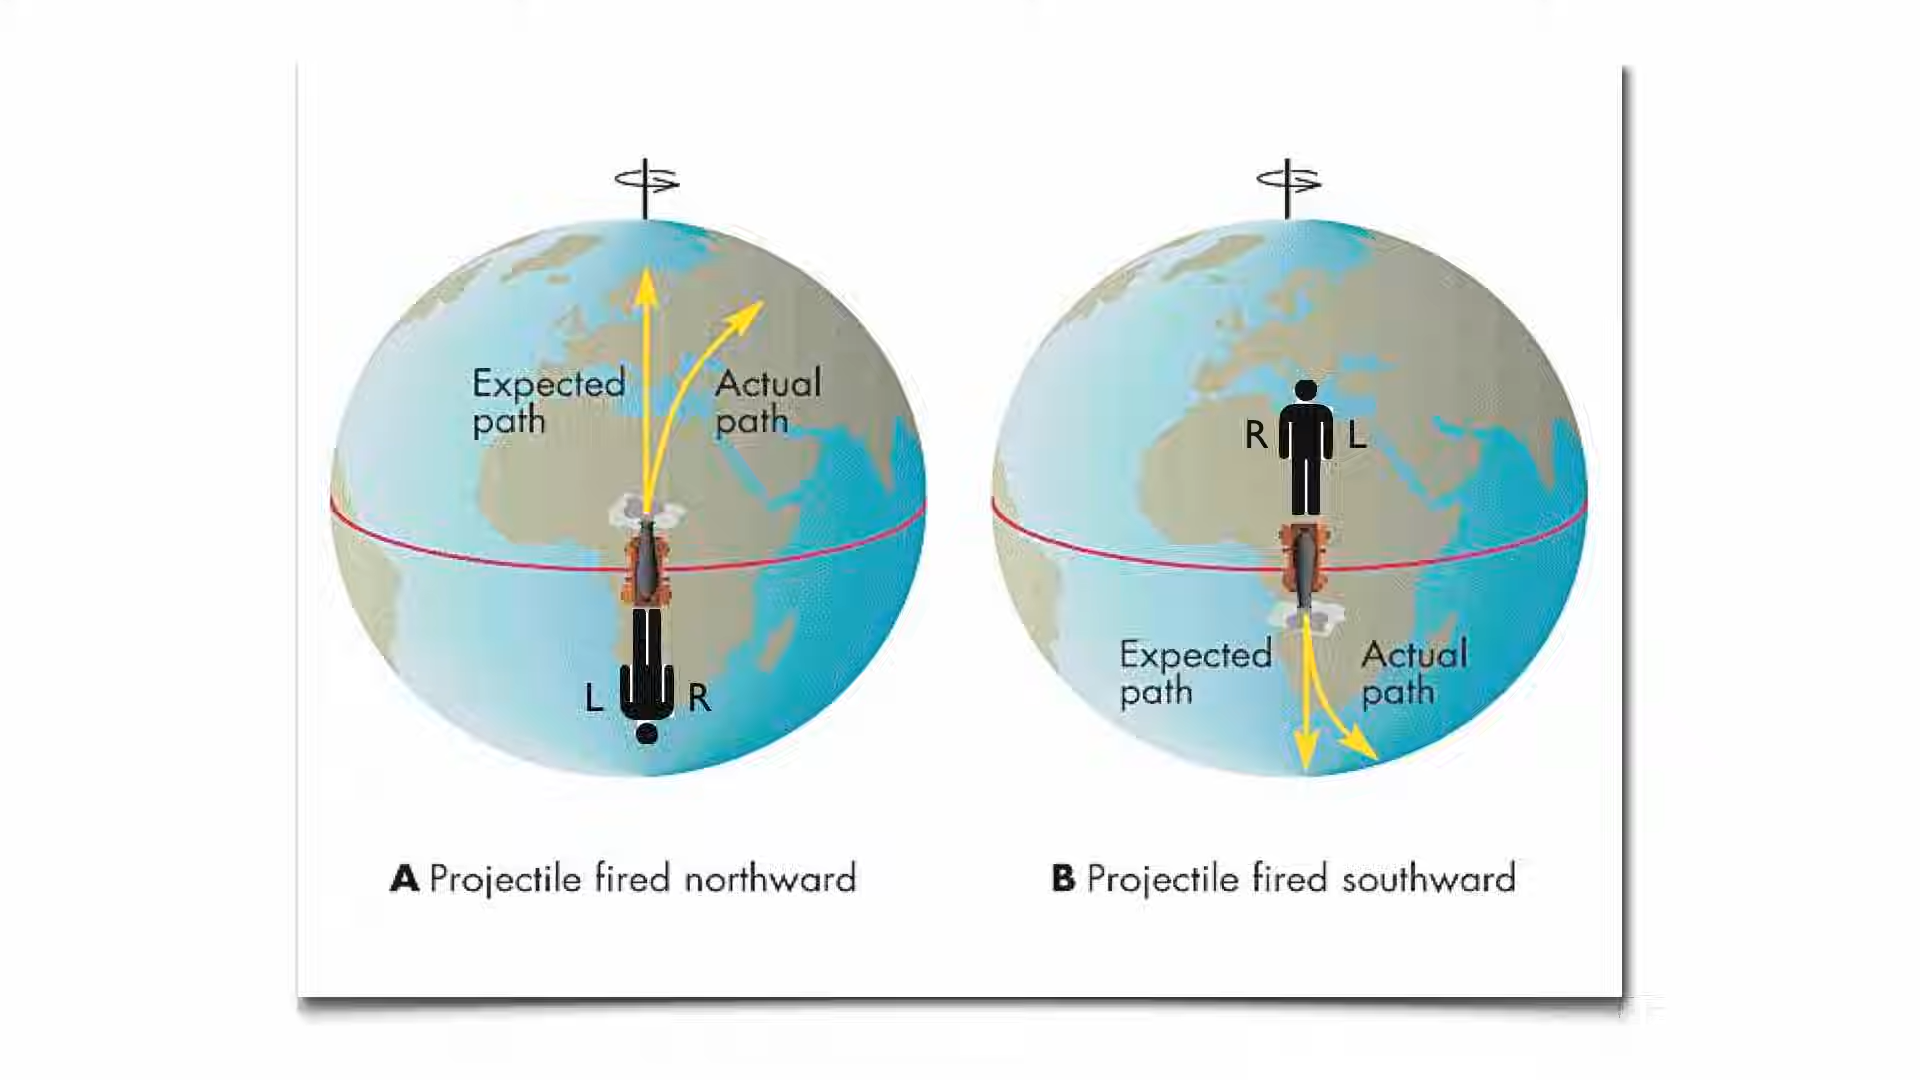 Expected
path
Actual
path
L
R
A Projectile fired northward
R
L
Expected
path
Actual
path
B Projectile fired southward